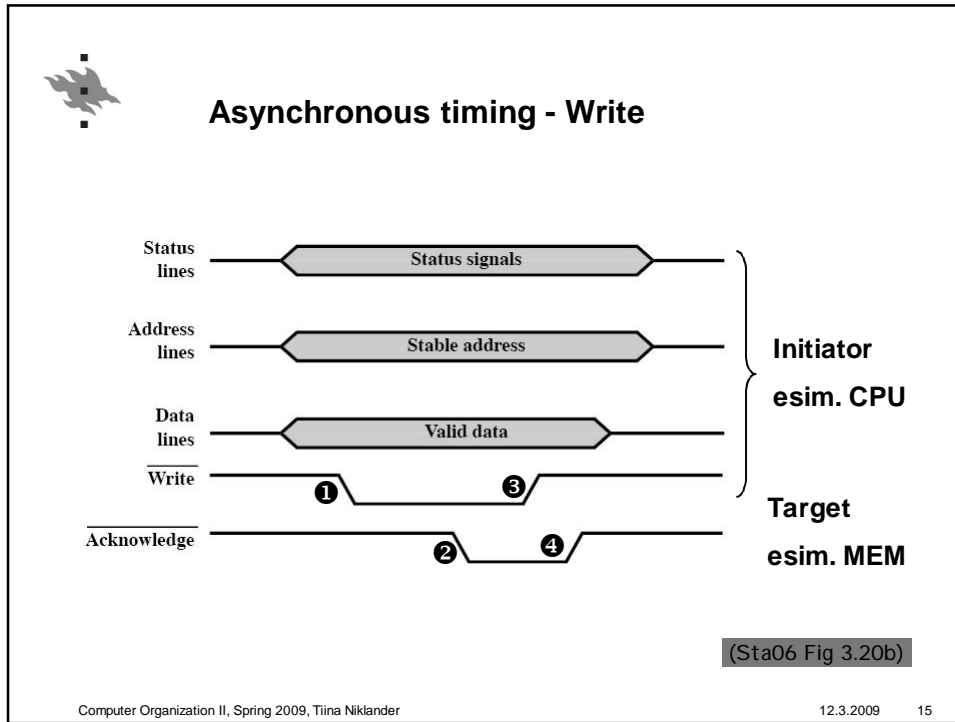 Asynchronous timing - Write
Status
lines
Status signals
Address
lines
Stable address
Data
lines
Valid data
Write
❶
❸
Acknowledge
❷
❹
Initiator
esim. CPU
Target
esim. MEM
(Sta06 Fig 3.20b)
Computer Organization II, Spring 2009, Tiina Niklander
12.3.2009 15